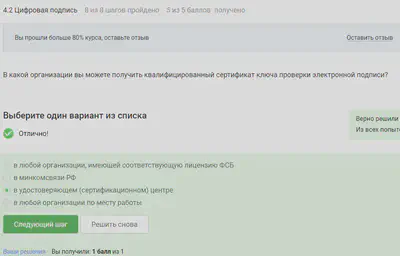 4.2 Цифровая подпись 8 из 8 шагов пройдено 5 из 5 баллов получено
Вы прошли больше 80% курса, оставьте отзыв Оставить отзыв
В какой организации вы можете получить квалифицированный сертификат ключа проверки электронной подписи?
Выберите один вариант из списка
Верно решили
Отлично!
Из всех попыто
в любой организации, имеющей соответствующую лицензию ФСБ
в минкомсвязи РФ
в удостоверяющем (сертификационном) центре
в любой организации по месту работы
Следующий шаг Решить снова
Ваши решения Вы получили: 1 балл из 1